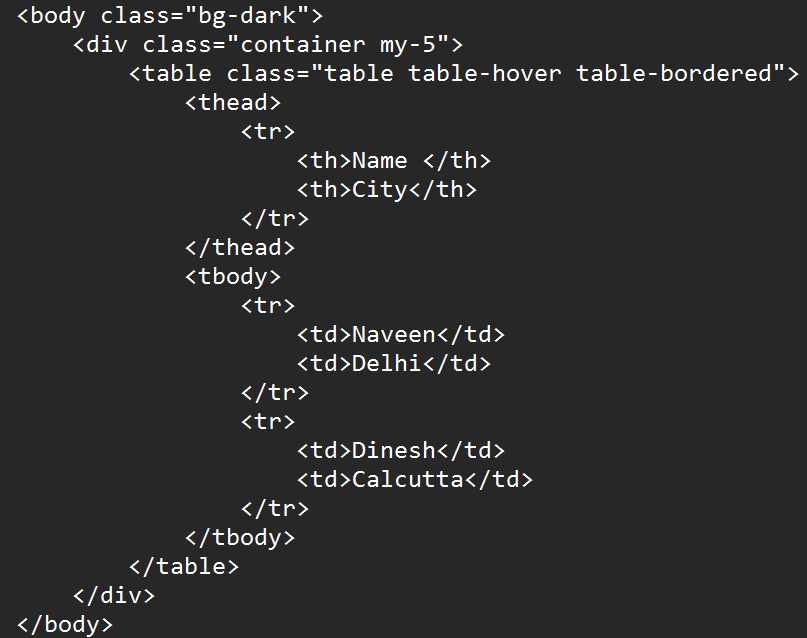 <body class="bg-dark">
    <div class="container my-5">
        <table class="table table-hover table-bordered">
            <thead>
                <tr>
                    <th>Name </th>
                    <th>City</th>
                </tr>
            </thead>
            <tbody>
                <tr>
                    <td>Naveen</td>
                    <td>Delhi</td>
                </tr>
                <tr>
                    <td>Dinesh</td>
                    <td>Calcutta</td>
                </tr>
            </tbody>
        </table>
    </div>
</body>